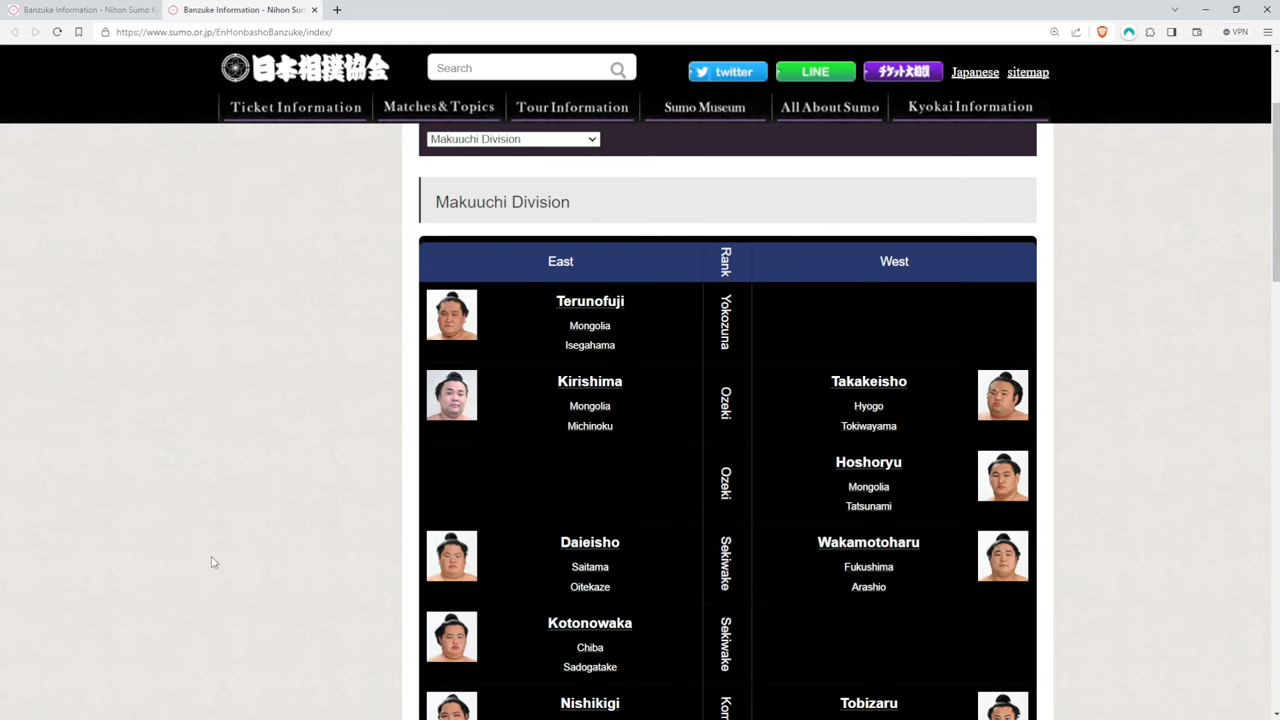 Banzuke Information - Nihon Sumo K
Banzuke Information - Nihon Sun
https://www.sumo.or.jp/EnHonbashoBanzuke/index/
VPN
日本相撲協会
Search
twitter
LINE
チケット大相撲
Japanese
sitemap
Ticket Information
Matches & Topics
Tour Information
Sumo Museum
All About Sumo
Kyokai Information
Makuuchi Division
Makuuchi Division
East
Rank
West
Terunofuji
Mongolia
Isegahama
Yokozuna
Kirishima
Mongolia
Michinoku
Ozeki
Takakeisho
Hyogo
Tokiwayama
Ozeki
Hoshoryu
Mongolia
Tatsunami
Daieisho
Saitama
Oitekaze
Sekiwake
Wakamotoharu
Fukushima
Arashio
Kotonowaka
Chiba
Sadogatake
Sekiwake
Nishikigi
Kom
Tobizaru